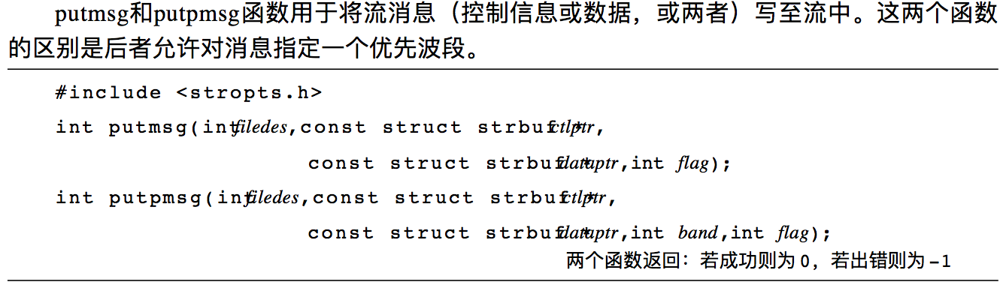 putmsg和putpmsg函数用于将流消息（控制信息或数据，或两者）写至流中。这两个函数
的区别是后者允许对消息指定一个优先波段。
#include <stropts.h>
int putmsg(int filedes,const struct strbuf *ctlptr,
const struct strbuf *dataptr,int flag);
int putpmsg(int filedes,const struct strbuf *ctlptr,
const struct strbuf *dataptr,int band,int flag);
两个函数返回：若成功则为 0，若出错则为 -1